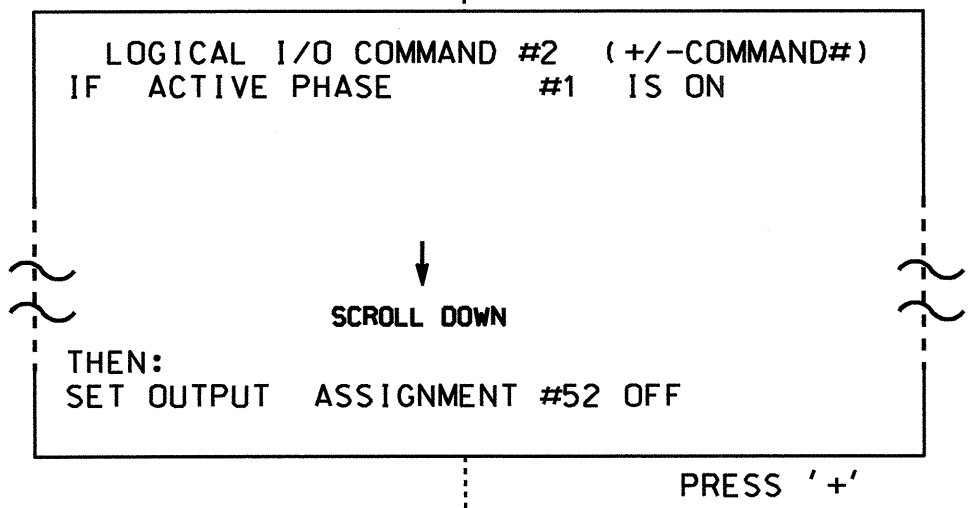 LOGICAL I/O COMMAND #2 (+/-COMMAND#)
IF ACTIVE PHASE #1 IS ON
SCROLL DOWN
THEN:
SET OUTPUT ASSIGNMENT #52 OFF
PRESS '+'